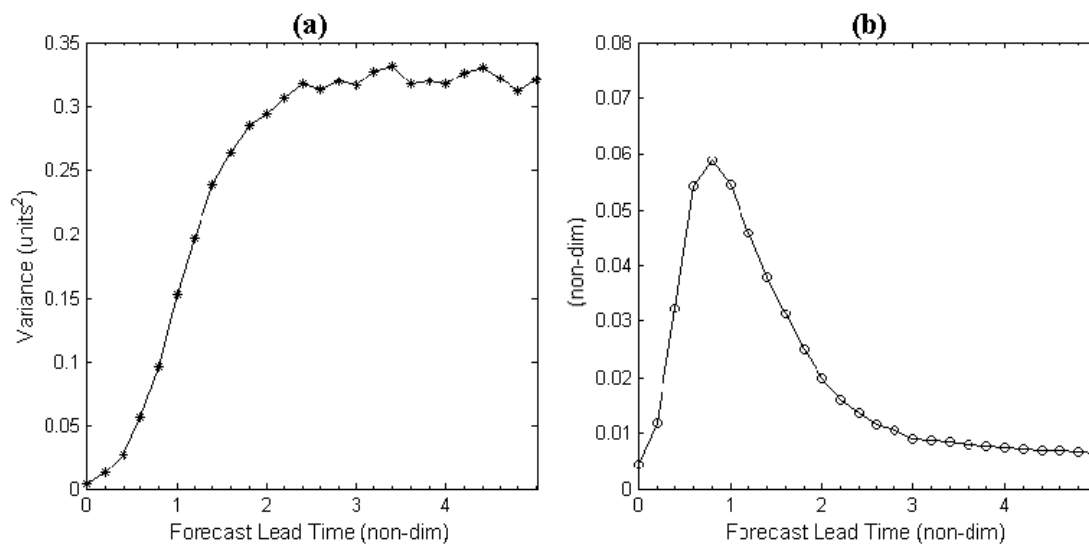 (a)
0.35
0.3
0.25
0.2
0.15
0.1
0.05
0
Variance (units²)
0 1 2 3 4
Forecast Lead Time (non-dim)
(b)
0.08
0.07
0.06
0.05
0.04
0.03
0.02
0.01
0
(non-dim)
0 1 2 3 4
Forecast Lead Time (non-dim)